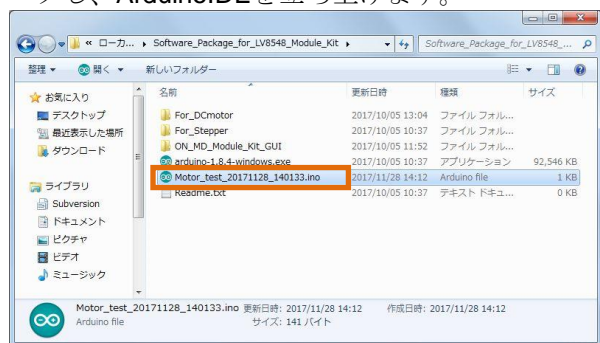 クし、ArduinoIDEを立ち上げます。
« ローカ... ▸ Software_Package_for_LV8548_Module_Kit ▸
Software_Package_for_LV8548_...
整理 ▼ 開く ▼ 新しいフォルダー
お気に入り
デスクトップ
最近表示した場所
ダウンロード
ライブラリ
Subversion
ドキュメント
ピクチャ
ビデオ
ミュージック
名前 更新日時 種類 サイズ
For_DCmotor 2017/10/05 13:04 ファイル フォル...
For_Stepper 2017/10/05 10:37 ファイル フォル...
ON_MD_Module_Kit_GUI 2017/10/05 11:52 ファイル フォル...
arduino-1.8.4-windows.exe 2017/10/05 10:37 アプリケーション 92,546 KB
Motor_test_20171128_140133.ino 2017/11/28 14:12 Arduino file 1 KB
Readme.txt 2017/10/05 10:37 テキスト ドキュ... 0 KB
Motor_test_20171128_140133.ino 更新日時: 2017/11/28 14:12 作成日時: 2017/11/28 14:12
Arduino file サイズ: 141 バイト